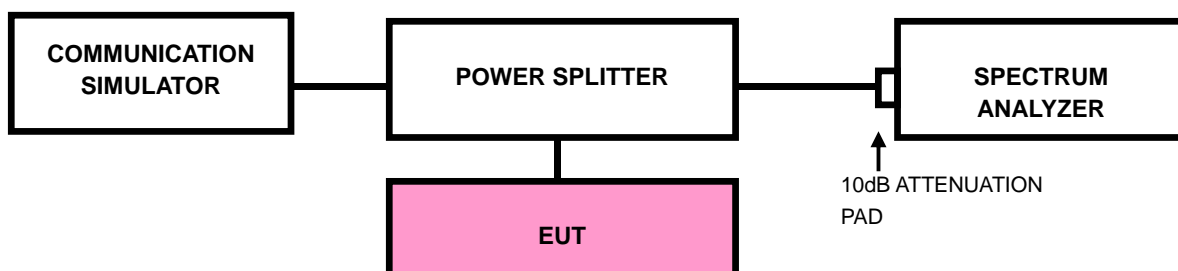 COMMUNICATION
SIMULATOR
POWER SPLITTER
SPECTRUM
ANALYZER
10dB ATTENUATION
PAD
EUT